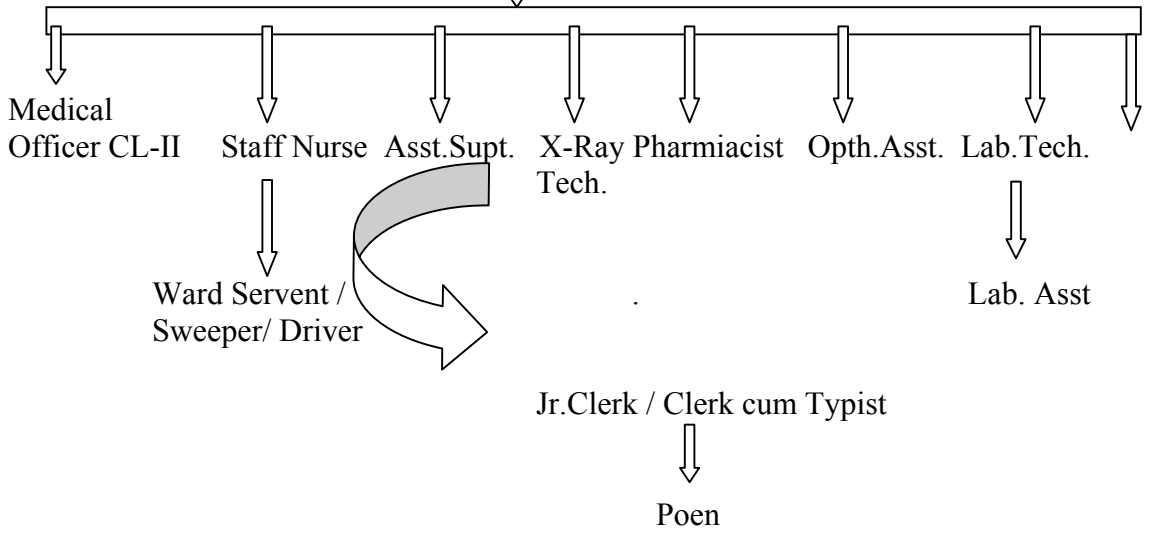 Medical
Officer CL-II Staff Nurse Asst.Supt. X-Ray Pharmiacist Opth.Asst. Lab.Tech.
Tech.
Ward Servent / . Lab. Asst
Sweeper/ Driver
Jr.Clerk / Clerk cum Typist
Poen